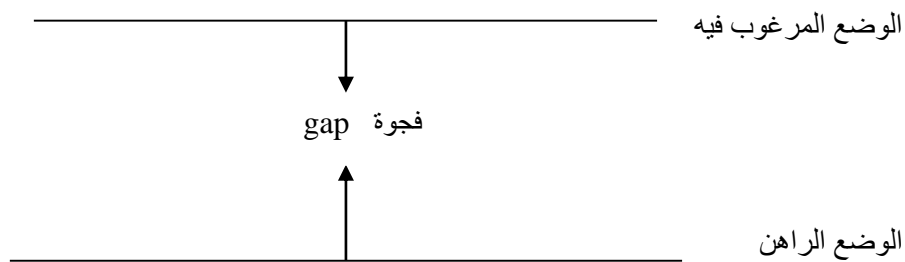 الوضع المرغوب فيه
فجوة gap
الوضع الراهن